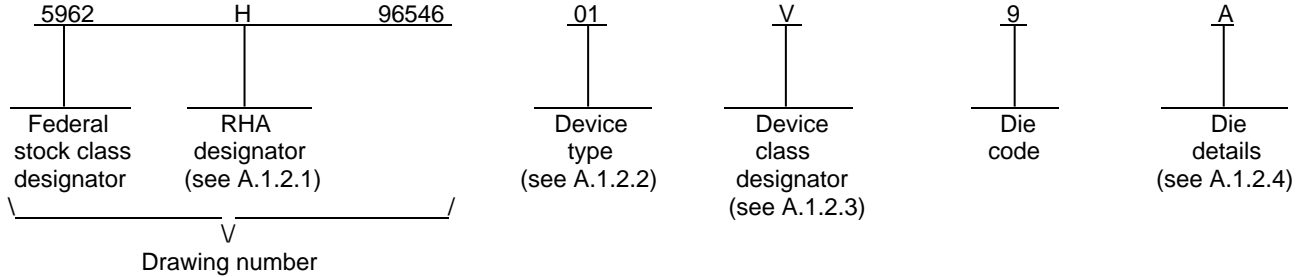 5962 H 96546 01 V 9 A
Federal stock class designator
RHA designator (see A.1.2.1)
Device type (see A.1.2.2)
Device class designator (see A.1.2.3)
Die code
Die details (see A.1.2.4)
Drawing number